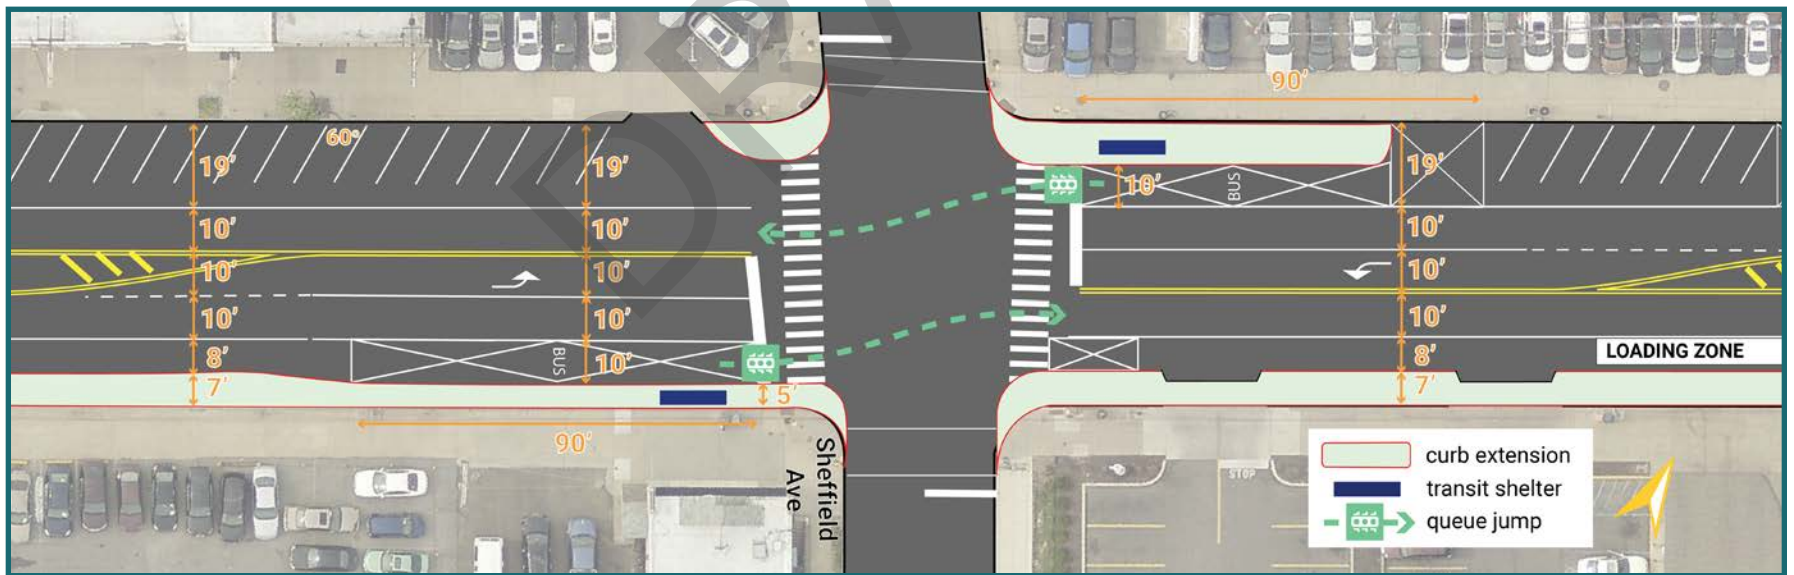 DRA
90'
60°
19'
19'
19'
10'
BUS
10'
10'
10'
10'
10'
10'
10'
10'
10'
8'
BUS
10'
8'
LOADING ZONE
7'
5'
7'
90'
Sheffield
Ave
STOP
curb extension
transit shelter
queue jump